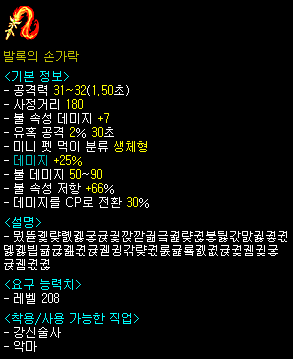 발록의 손가락
<기본 정보>
- 공격력 31~32(1,50초)
- 사정거리 180
- 불 속성 데미지 +7
- 유혹 공격 2% 30초
- 미니 펫 먹이 분류 생체형
- 데미지 +25%
- 불 데미지 50~90
- 불 속성 저항 +66%
- 데미지를 CP로 전환 30%
<설명>
<요구 능력치>
- 레벨 208
<착용/사용 가능한 직업>
- 강신술사
- 악마